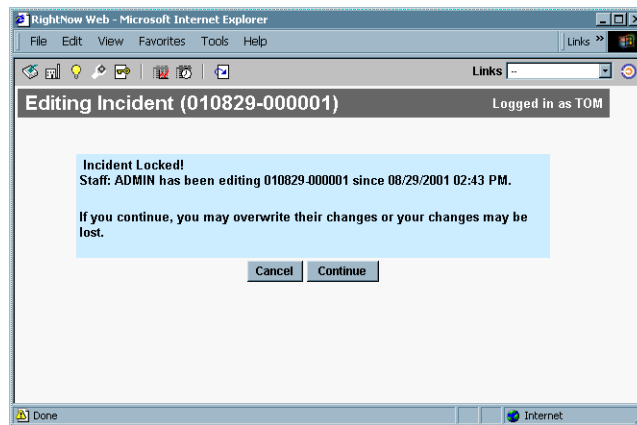 RightNow Web - Microsoft Internet Explorer
File Edit View Favorites Tools Help Links »
Links --
Editing Incident (010829-000001) Logged in as TOM
Incident Locked!
Staff: ADMIN has been editing 010829-000001 since 08/29/2001 02:43 PM.
If you continue, you may overwrite their changes or your changes may be
lost.
Cancel Continue
Done Internet